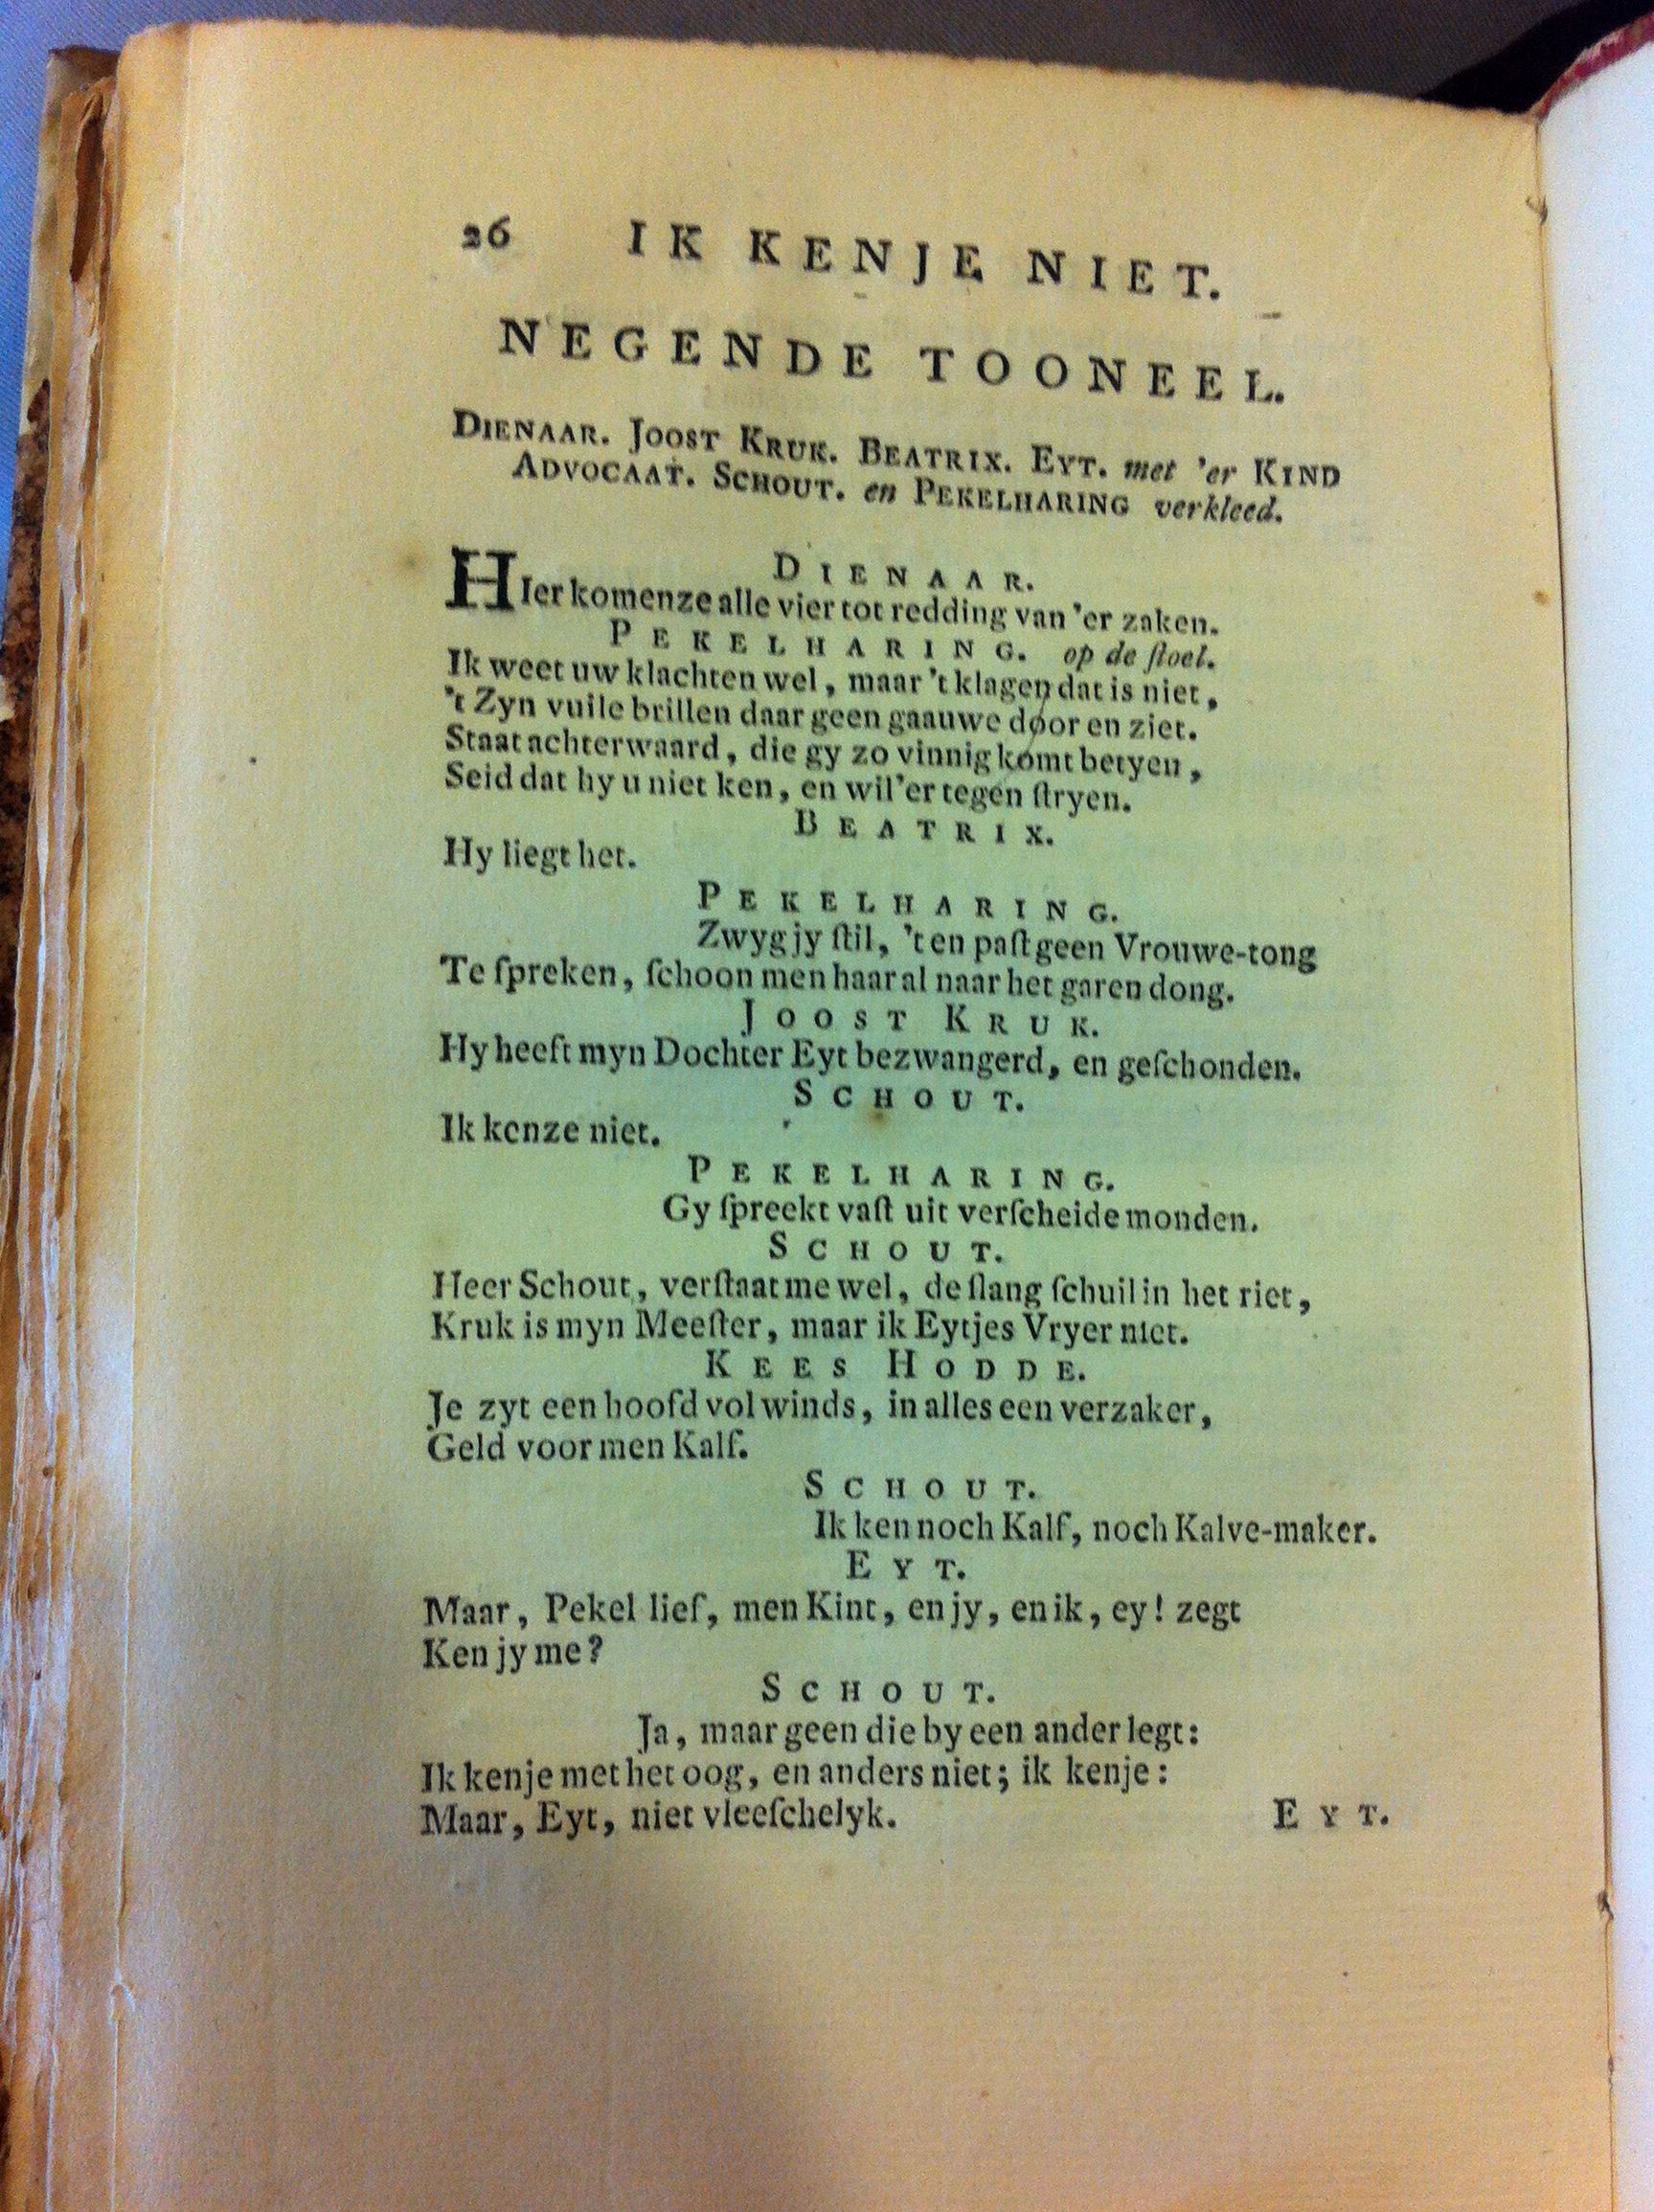 26 IK KENJE NIET.
NEGENDE TOONEEL.
DIENAAR. JOOST KRUK. BEATRIX. EYT. met 'er KIND
ADVOCAAT. SCHOUT. en PEKELHARING verkleed.
DIENAAR.
HIer komenze alle vier tot redding van 'er zaken.
PEKELHARING. op de ſtoel.
Ik weet uw klachten wel, maar 't klagen dat is niet,
't Zyn vuile brillen daar geen gaauwe door en ziet.
Staat achterwaard, die gy zo vinnig komt betyen,
Seid dat hy u niet ken, en wil'er tegen ſtryen.
BEATRIX.
Hy liegt het.
PEKELHARING.
Zwyg jy ſtil, 't en paſt geen Vrouwe-tong
Te ſpreken, ſchoon men haar al naar het garen dong.
JOOST KRUK.
Hy heeft myn Dochter Eyt bezwangerd, en geſchonden.
SCHOUT.
Ik kenze niet.
PEKELHARING.
Gy ſpreekt vaſt uit verſcheide monden.
SCHOUT.
Heer Schout, verſtaat me wel, de ſlang ſchuil in het riet,
Kruk is myn Meeſter, maar ik Eytjes Vryer niet.
KEES HODDE.
Je zyt een hoofd vol winds, in alles een verzaker,
Geld voor men Kalf.
SCHOUT.
Ik ken noch Kalf, noch Kalve-maker.
EYT.
Maar, Pekel lief, men Kint, en jy, en ik, ey! zegt
Ken jy me?
SCHOUT.
Ja, maar geen die by een ander legt:
Ik kenje met het oog, en anders niet; ik kenje:
Maar, Eyt, niet vleeſchelyk.
EYT.